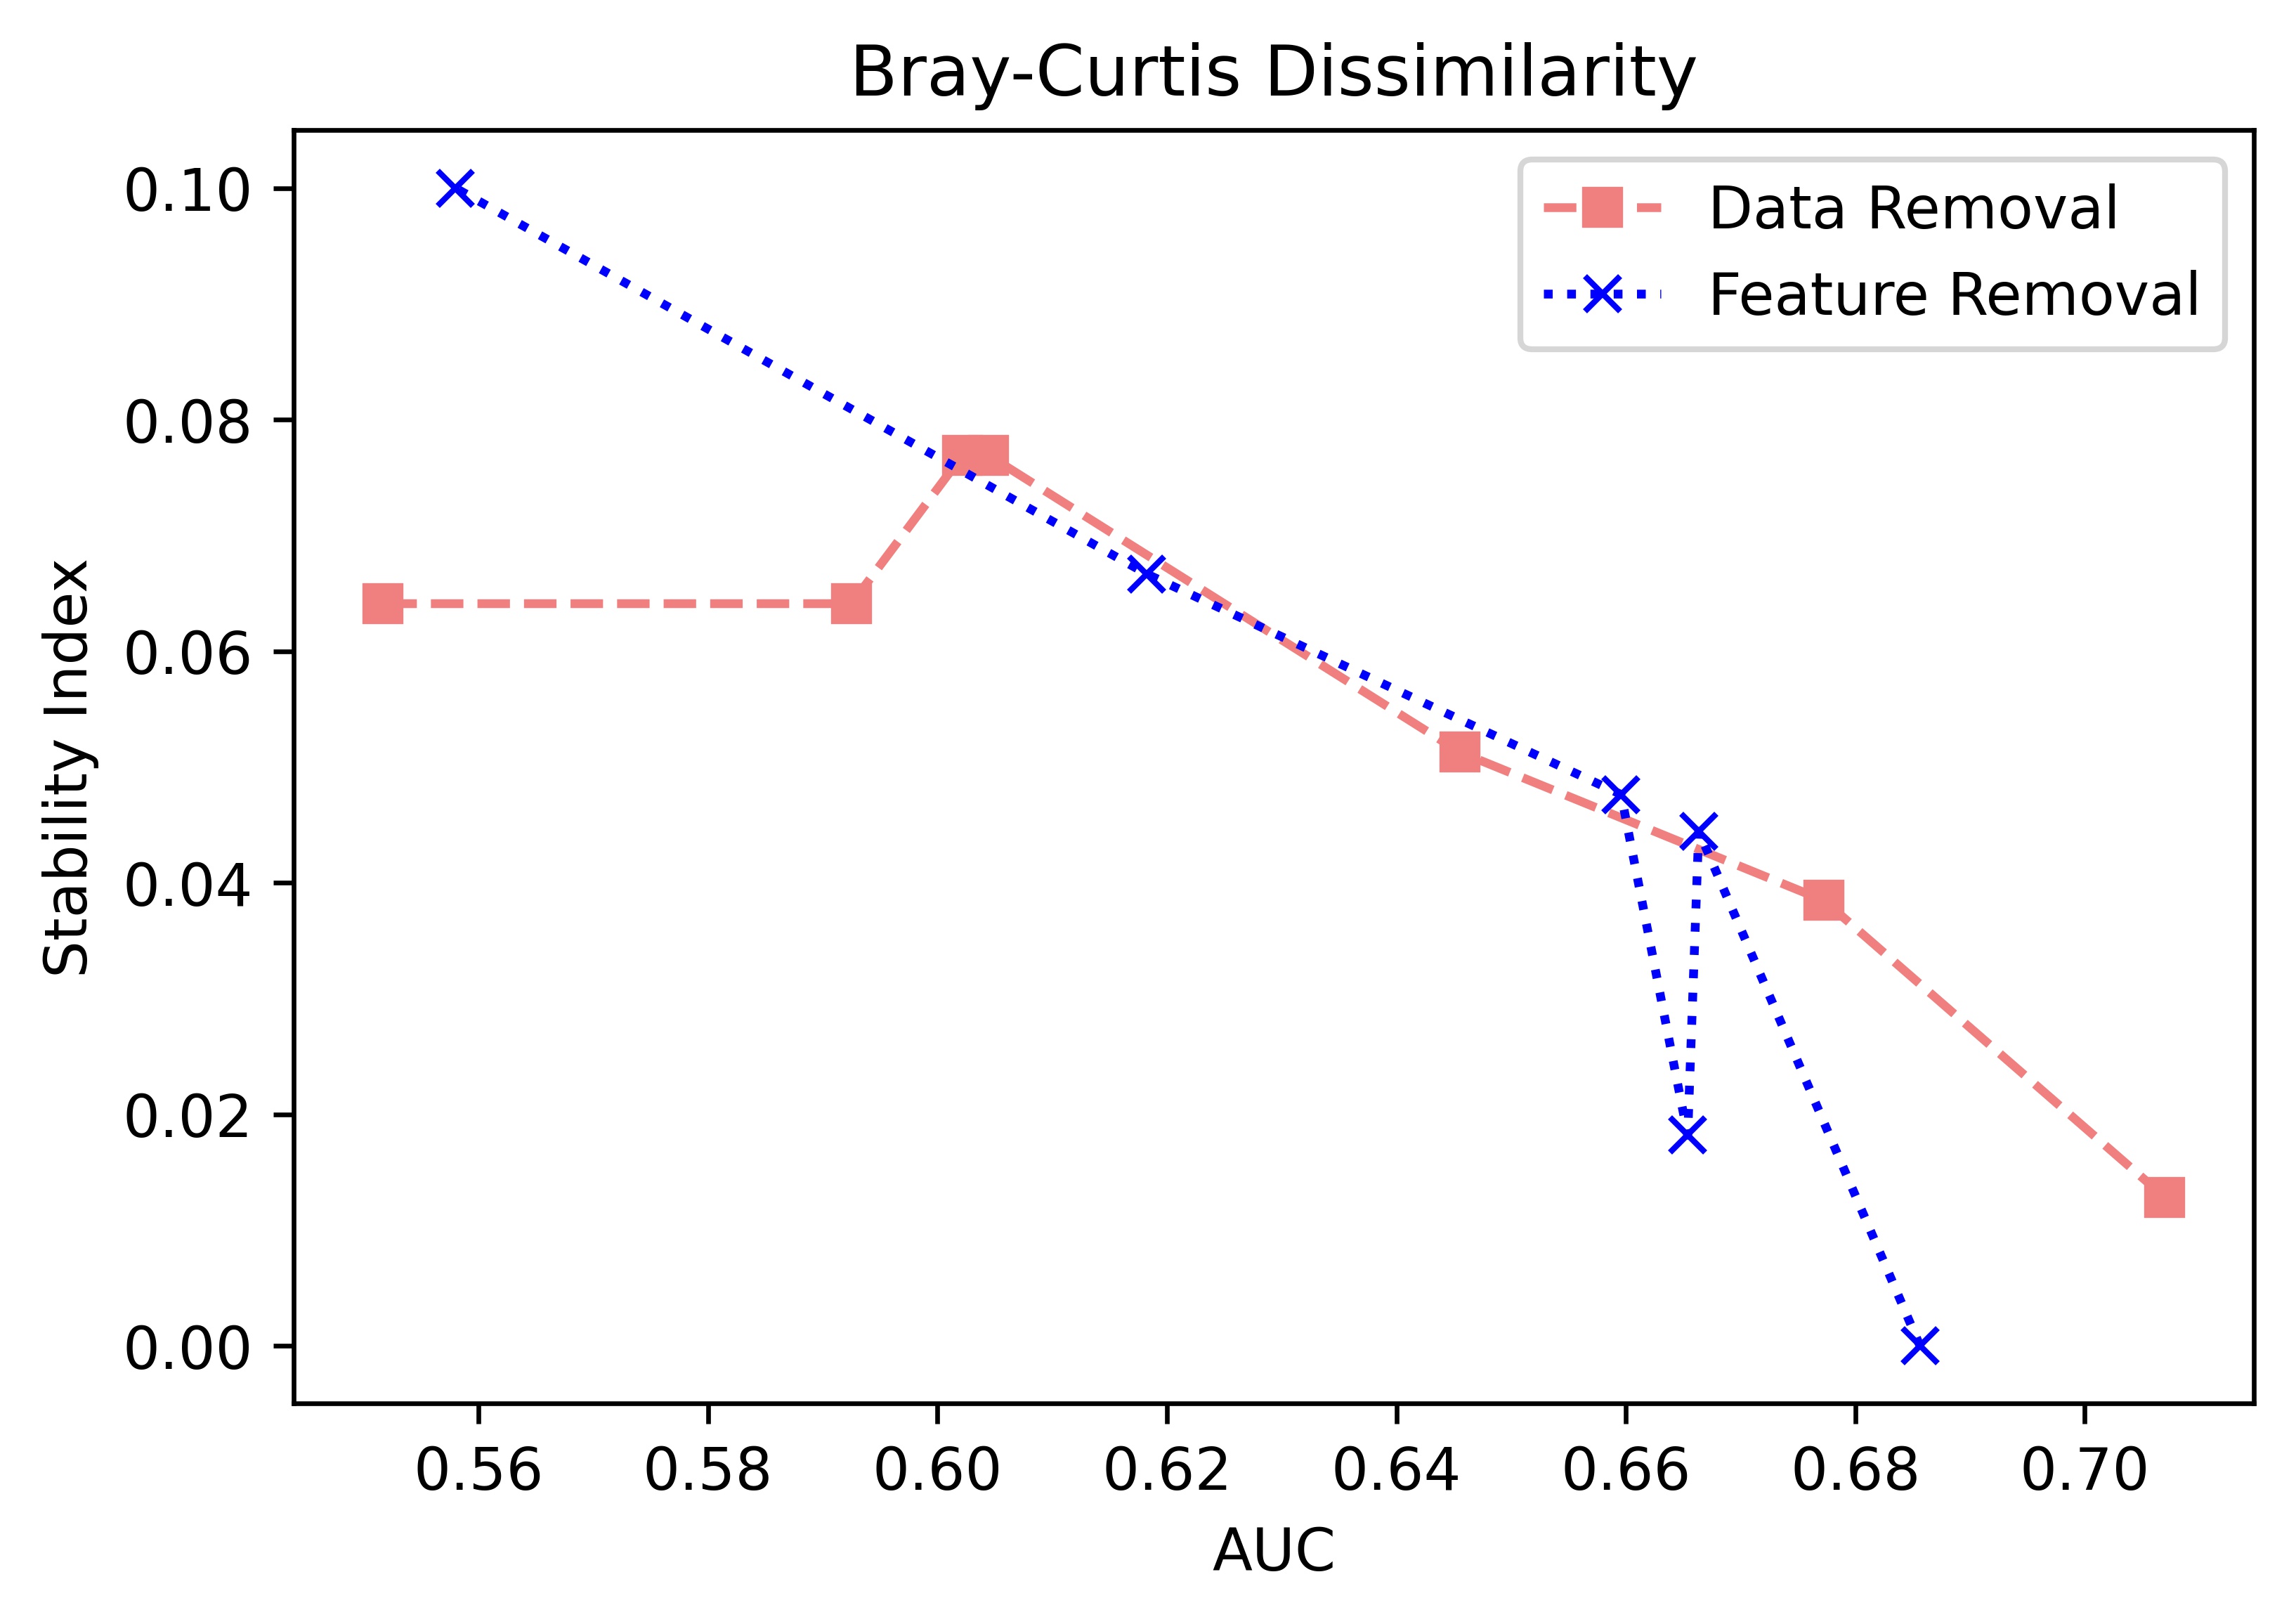 Bray-Curtis Dissimilarity
Data Removal
Feature Removal
Stability Index
0.10
0.08
0.06
0.04
0.02
0.00
0.56 0.58 0.60 0.62 0.64 0.66 0.68 0.70
AUC